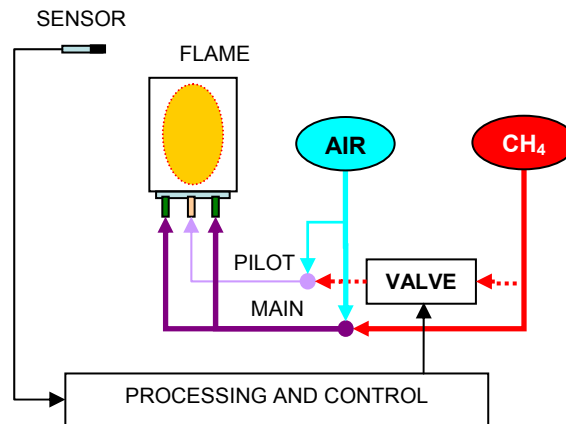 SENSOR
FLAME
AIR
CH₄
PILOT
VALVE
MAIN
PROCESSING AND CONTROL